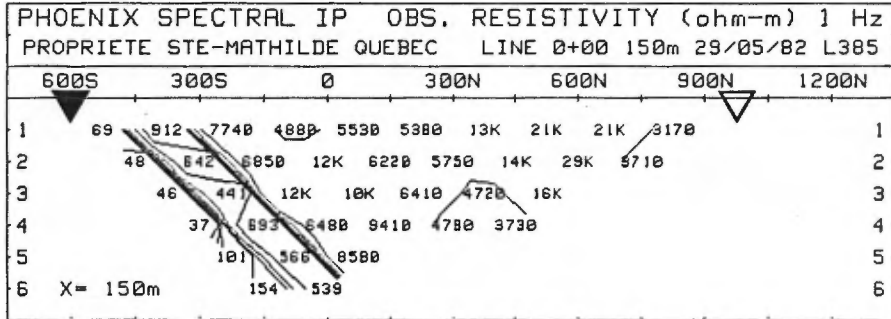 PHOENIX SPECTRAL IP OBS. RESISTIVITY (ohm-m) 1 Hz
PROPRIETE STE-MATHILDE QUEBEC LINE 0+00 150m 29/05/82 L385
600S 300S 0 300N 600N 900N 1200N
1 69 912 7740 4880 5530 5380 13K 21K 21K 3170 1
2 48 642 6850 12K 6220 5750 14K 29K 9710 2
3 46 441 12K 10K 6410 4720 16K 3
4 37 693 6480 9410 4780 3730 4
5 101 566 8580 5
6 X= 150m 154 539 6